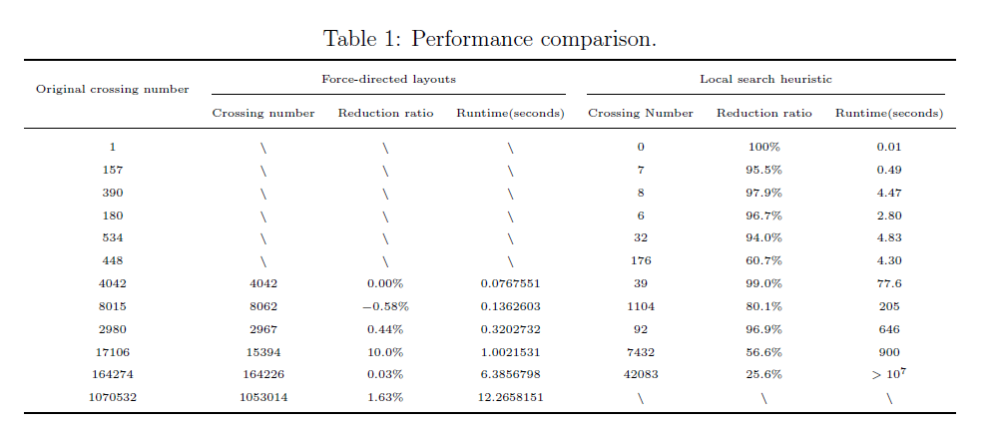 Table 1: Performance comparison.
Original crossing number Force-directed layouts Local search heuristic
Crossing number Reduction ratio Runtime(seconds) Crossing Number Reduction ratio Runtime(seconds)
1 \ \ \ 0 100% 0.01
157 \ \ \ 7 95.5% 0.49
390 \ \ \ 8 97.9% 4.47
180 \ \ \ 6 96.7% 2.80
534 \ \ \ 32 94.0% 4.83
448 \ \ \ 176 60.7% 4.30
4042 4042 0.00% 0.0767551 39 99.0% 77.6
8015 8062 −0.58% 0.1362603 1104 80.1% 205
2980 2967 0.44% 0.3202732 92 96.9% 646
17106 15394 10.0% 1.0021531 7432 56.6% 900
164274 164226 0.03% 6.3856798 42083 25.6% > 10⁷
1070532 1053014 1.63% 12.2658151 \ \ \